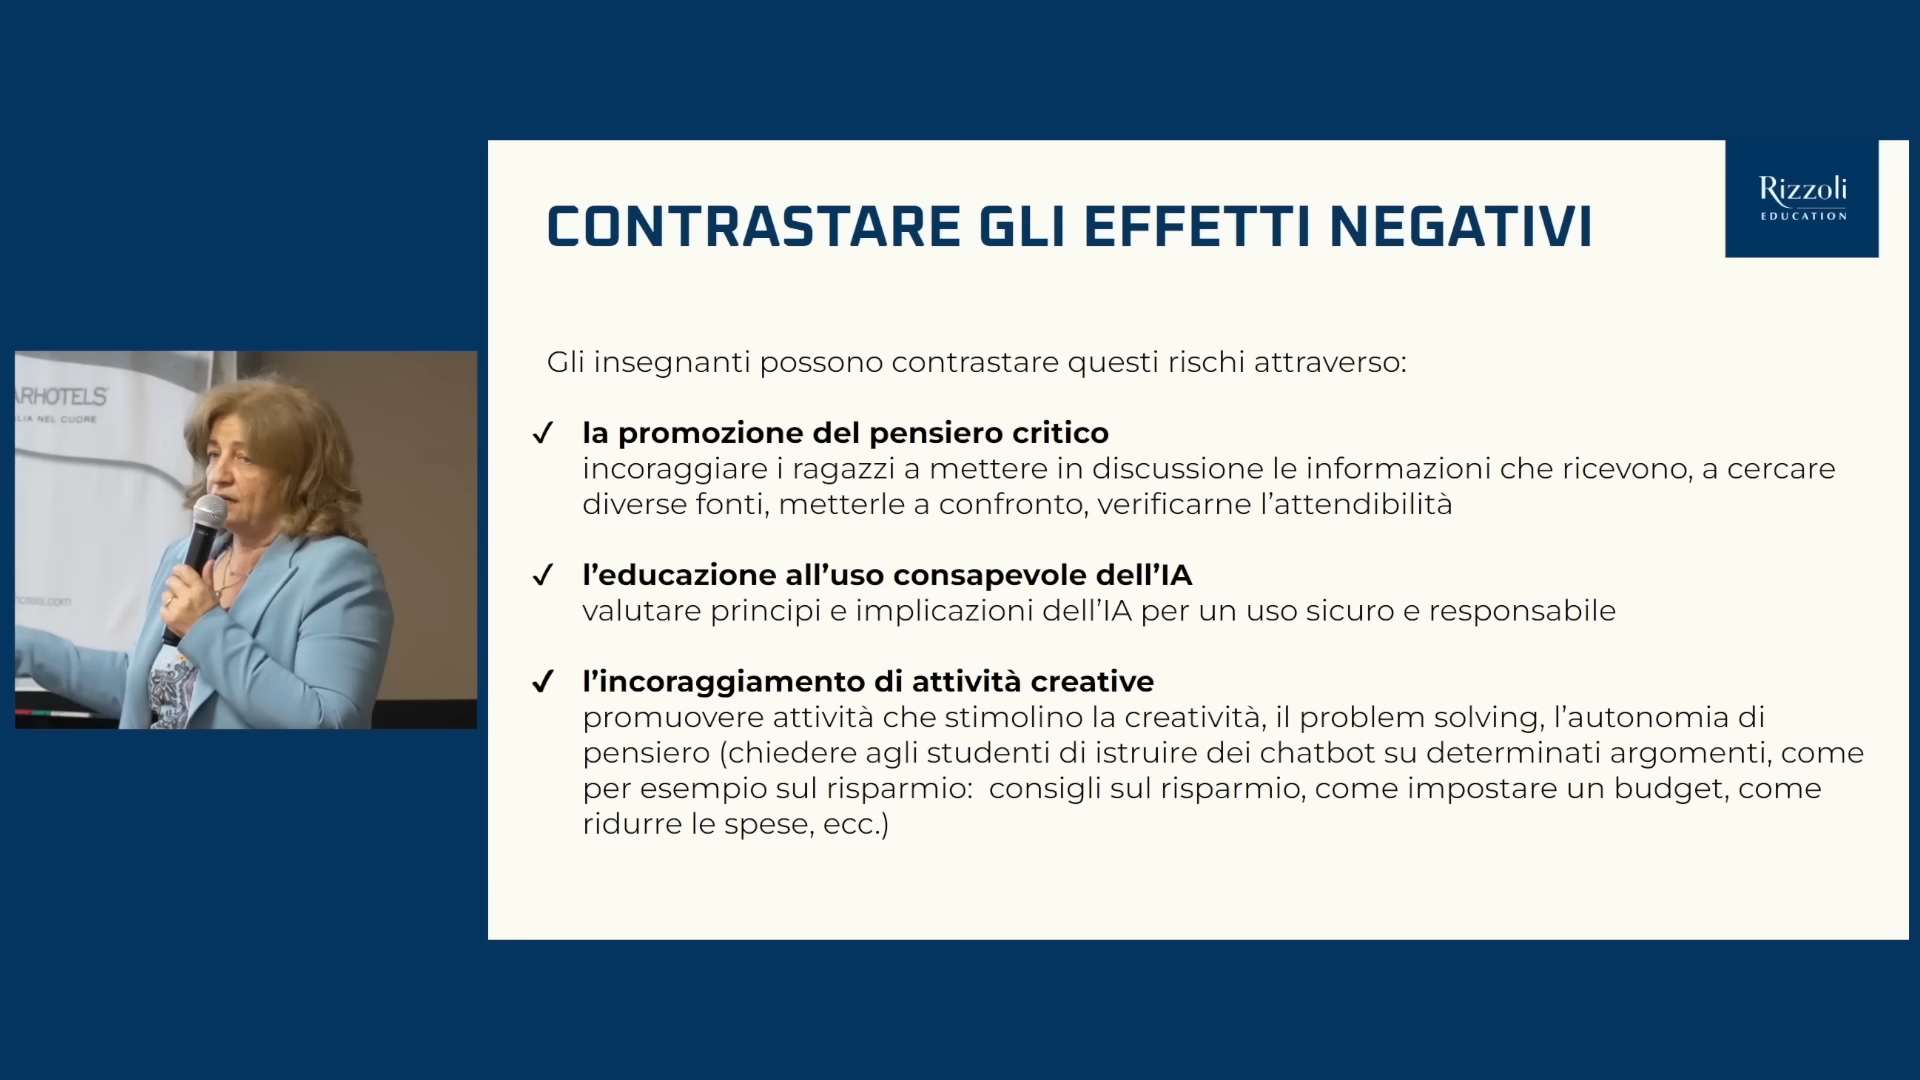 Rizzoli
EDUCATION
CONTRASTARE GLI EFFETTI NEGATIVI
Gli insegnanti possono contrastare questi rischi attraverso:
✓ la promozione del pensiero critico
incoraggiare i ragazzi a mettere in discussione le informazioni che ricevono, a cercare
diverse fonti, metterle a confronto, verificarne l’attendibilità
✓ l’educazione all’uso consapevole dell’IA
valutare principi e implicazioni dell’IA per un uso sicuro e responsabile
✓ l’incoraggiamento di attività creative
promuovere attività che stimolino la creatività, il problem solving, l’autonomia di
pensiero (chiedere agli studenti di istruire dei chatbot su determinati argomenti, come
per esempio sul risparmio:  consigli sul risparmio, come impostare un budget, come
ridurre le spese, ecc.)
ARHOTELS
LIA NEL CUORE